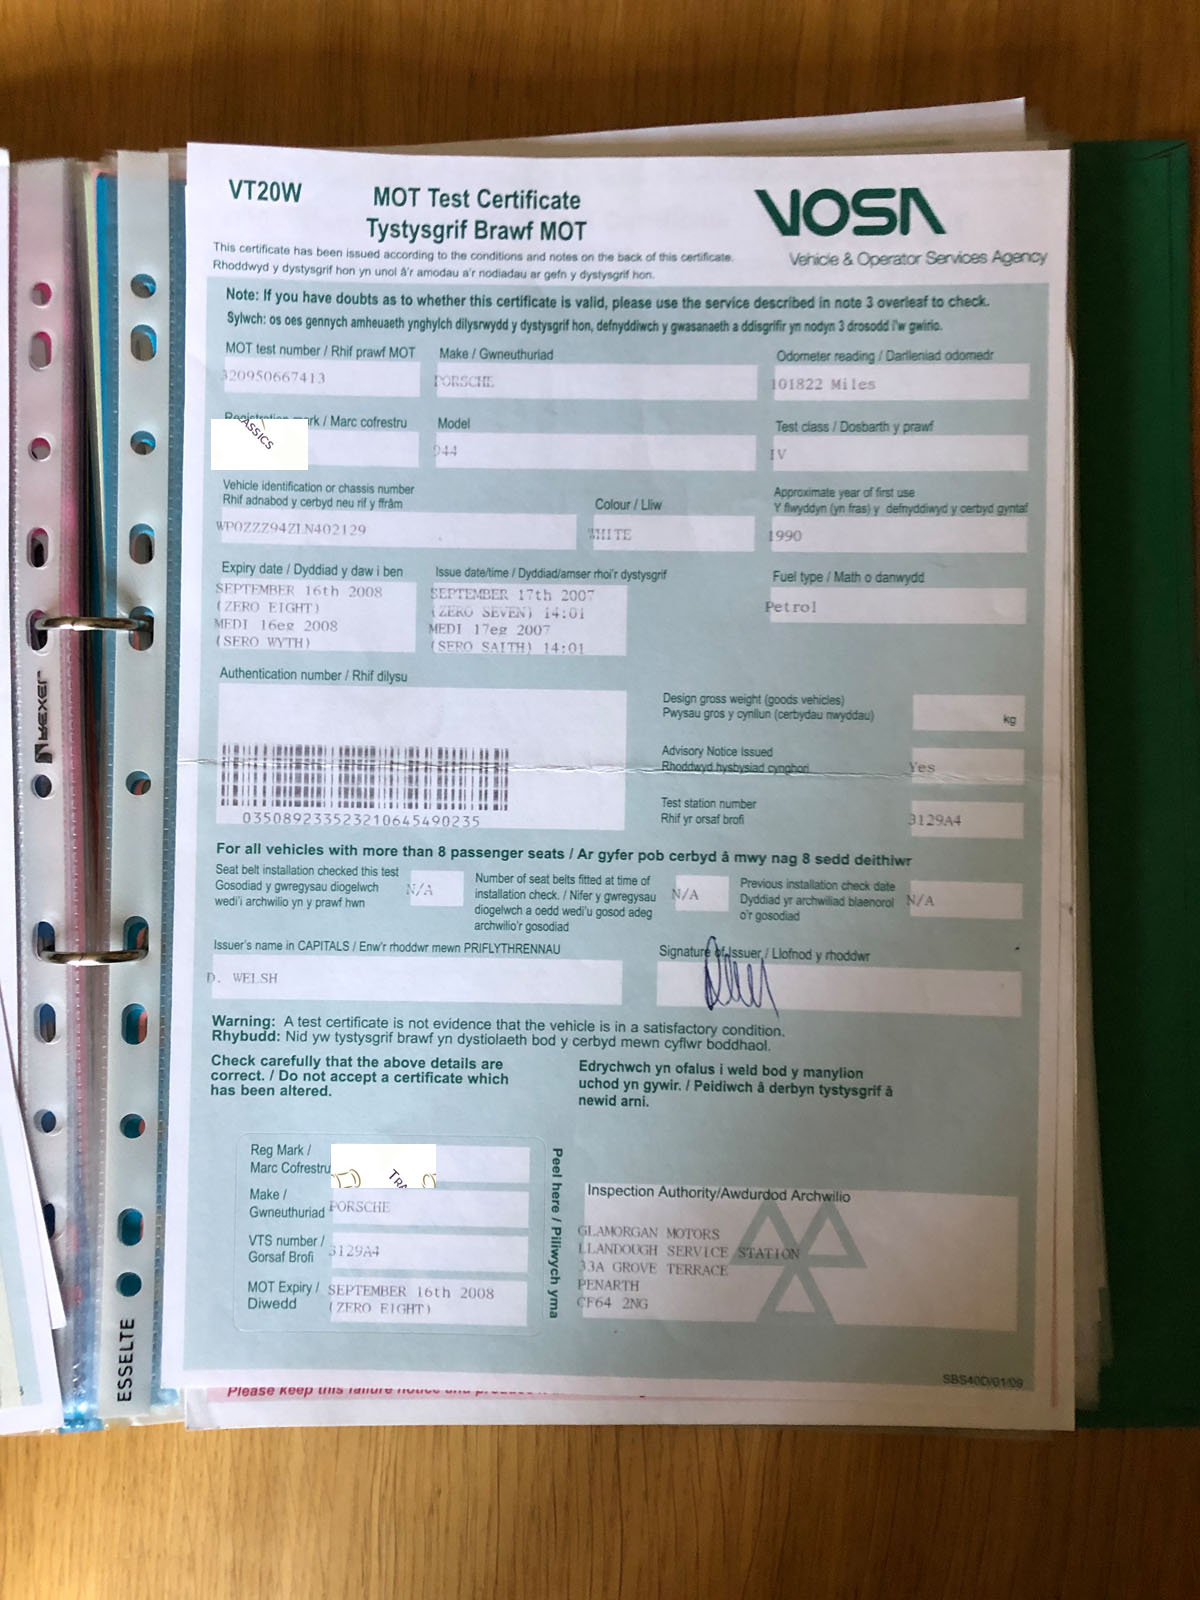 VT20W
MOT Test Certificate
Tystysgrif Brawf MOT
VOSA
Vehicle & Operator Services Agency
This certificate has been issued according to the conditions and notes on the back of this certificate.
Rhoddwyd y dystysgrif hon yn unol â'r amodau a'r nodiadau ar gefn y dystysgrif hon.
Note: If you have doubts as to whether this certificate is valid, please use the service described in note 3 overleaf to check.
Sylwch: os oes gennych amheuaeth ynghylch dilysrwydd y dystysgrif hon, defnyddiwch y gwasanaeth a ddisgrifir yn nodyn 3 drosodd i'w gwirio.
MOT test number / Rhif prawf MOT
320950667413
Make / Gwneuthuriad
PORSCHE
Odometer reading / Darlleniad odomedr
101822 Miles
Registration mark / Marc cofrestru
ASSICS
Model
944
Test class / Dosbarth y prawf
IV
Vehicle identification or chassis number
Rhif adnabod y cerbyd neu rif y ffrâm
WP0ZZZ94ZLN402129
Colour / Lliw
WHITE
Approximate year of first use
Y flwyddyn (yn fras) y defnyddiwyd y cerbyd gyntaf
1990
Expiry date / Dyddiad y daw i ben
SEPTEMBER 16th 2008
(ZERO EIGHT)
MEDI 16eg 2008
(SERO WYTH)
Issue date/time / Dyddiad/amser rhoi'r dystysgrif
SEPTEMBER 17th 2007
(ZERO SEVEN) 14:01
MEDI 17eg 2007
(SERO SAITH) 14:01
Fuel type / Math o danwydd
Petrol
Authentication number / Rhif dilysu
035089233523210645490235
Design gross weight (goods vehicles)
Pwysau gros y cynllun (cerbydau nwyddau)
kg
Advisory Notice Issued
Rhoddwyd hysbysiad cynghori
Yes
Test station number
Rhif yr orsaf brofi
3129A4
For all vehicles with more than 8 passenger seats / Ar gyfer pob cerbyd â mwy nag 8 sedd deithiwr
Seat belt installation checked this test
Gosodiad y gwregysau diogelwch
wedi'i archwilio yn y prawf hwn
N/A
Number of seat belts fitted at time of
installation check. / Nifer y gwregysau
diogelwch a oedd wedi'u gosod adeg
archwilio'r gosodiad
N/A
Previous installation check date
Dyddiad yr archwiliad blaenorol
o'r gosodiad
N/A
Issuer's name in CAPITALS / Enw'r rhoddwr mewn PRIFLYTHRENNAU
D. WELSH
Signature of Issuer / Llofnod y rhoddwr
Warning: A test certificate is not evidence that the vehicle is in a satisfactory condition.
Rhybudd: Nid yw tystysgrif brawf yn dystiolaeth bod y cerbyd mewn cyflwr boddhaol.
Check carefully that the above details are
correct. / Do not accept a certificate which
has been altered.
Edrychwch yn ofalus i weld bod y manylion
uchod yn gywir. / Peidiwch â derbyn tystysgrif â
newid arni.
Reg Mark /
Marc Cofrestru
TRA
Make /
Gwneuthuriad
PORSCHE
VTS number /
Gorsaf Brofi
3129A4
MOT Expiry /
Diwedd
SEPTEMBER 16th 2008
(ZERO EIGHT)
Peel here / Piliwych yma
Inspection Authority/Awdurdod Archwilio
GLAMORGAN MOTORS
LLANDOUGH SERVICE STATION
33A GROVE TERRACE
PENARTH
CF64 2NG
SBS40D/01/09
Please keep this failure notice and
REXEL
ESSELTE